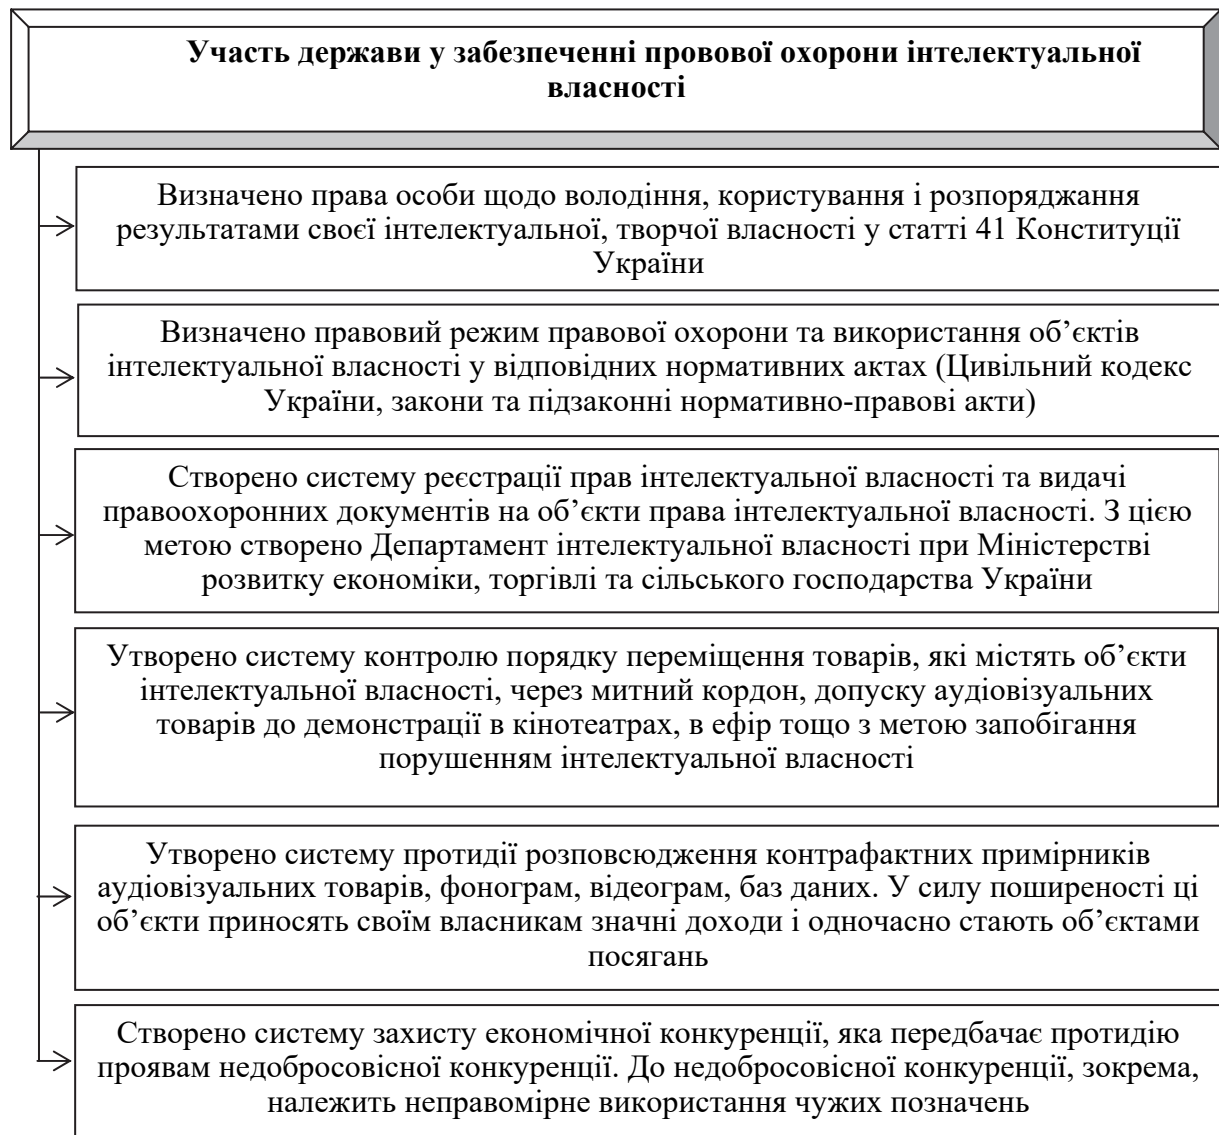 Участь держави у забезпеченні провової охорони інтелектуальної
власності
Визначено права особи щодо володіння, користування і розпоряджання
результатами своєї інтелектуальної, творчої власності у статті 41 Конституції
України
Визначено правовий режим правової охорони та використання об’єктів
інтелектуальної власності у відповідних нормативних актах (Цивільний кодекс
України, закони та підзаконні нормативно-правові акти)
Створено систему реєстрації прав інтелектуальної власності та видачі
правоохоронних документів на об’єкти права інтелектуальної власності. З цією
метою створено Департамент інтелектуальної власності при Міністерстві
розвитку економіки, торгівлі та сільського господарства України
Утворено систему контролю порядку переміщення товарів, які містять об’єкти
інтелектуальної власності, через митний кордон, допуску аудіовізуальних
товарів до демонстрації в кінотеатрах, в ефір тощо з метою запобігання
порушенням інтелектуальної власності
Утворено систему протидії розповсюдження контрафактних примірників
аудіовізуальних товарів, фонограм, відеограм, баз даних. У силу поширеності ці
об’єкти приносять своїм власникам значні доходи і одночасно стають об’єктами
посягань
Створено систему захисту економічної конкуренції, яка передбачає протидію
проявам недобросовісної конкуренції. До недобросовісної конкуренції, зокрема,
належить неправомірне використання чужих позначень